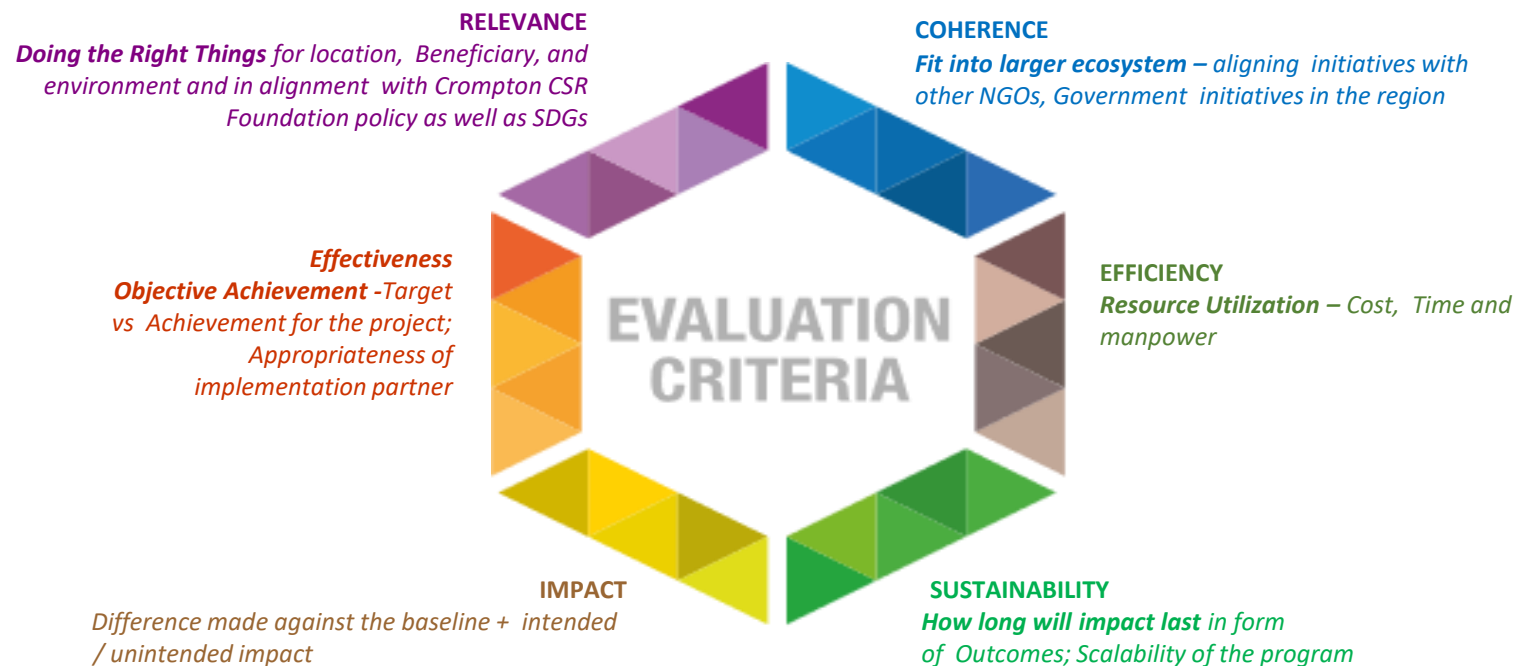 RELEVANCE
Doing the Right Things for location, Beneficiary, and
environment and in alignment with Crompton CSR
Foundation policy as well as SDGs
COHERENCE
Fit into larger ecosystem – aligning initiatives with
other NGOs, Government initiatives in the region
Effectiveness
Objective Achievement -Target
vs Achievement for the project;
Appropriateness of
implementation partner
EVALUATION
CRITERIA
EFFICIENCY
Resource Utilization – Cost, Time and
manpower
IMPACT
Difference made against the baseline + intended
/ unintended impact
SUSTAINABILITY
How long will impact last in form
of Outcomes; Scalability of the program